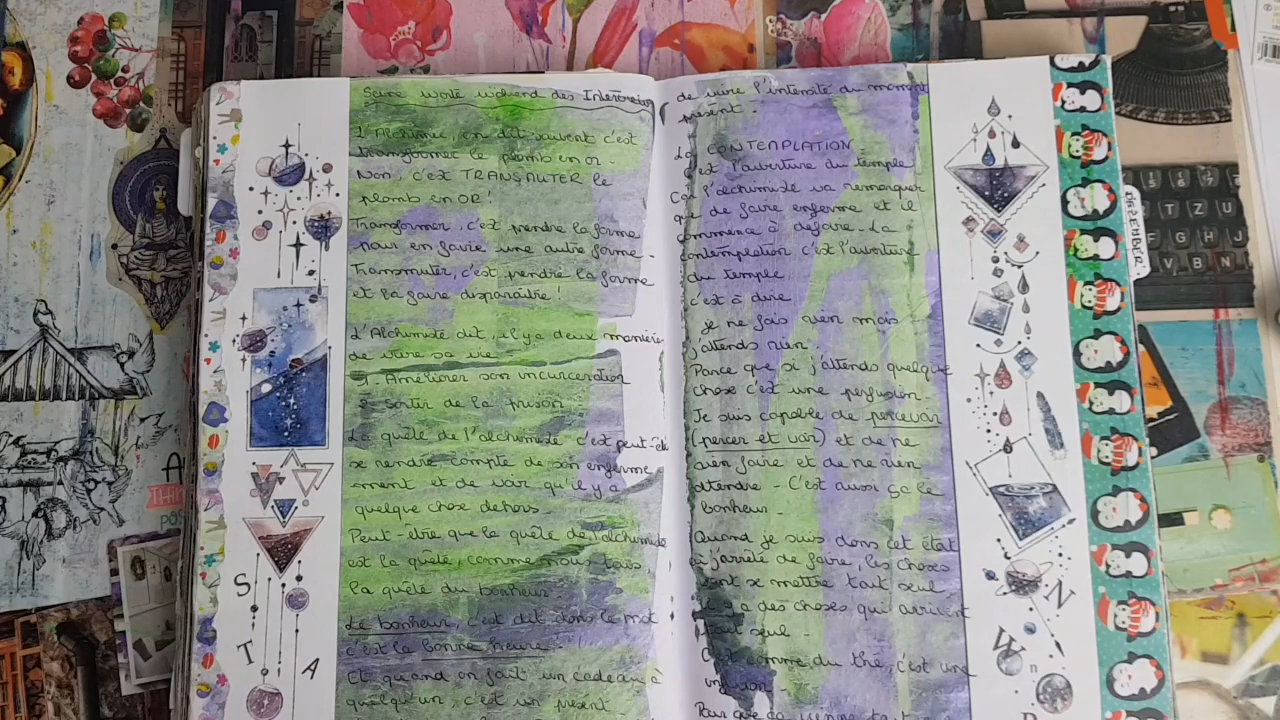 L'Alchimie, on dit souvent c'est
transformer le plomb en or.
Non, c'est TRANSMUTER le
plomb en OR!
Transformer, c'est prendre la forme
pour en faire une autre forme.
Transmuter, c'est prendre la forme
et la faire disparaître!
L'Alchimiste dit, il y a deux manière
de vivre sa vie
1. Améliorer son incarcération
sortir de la prison
La quête de l'alchimiste c'est peut-être
se rendre compte de son enferme
ment et de voir qu'il y a
quelque chose dehors.
Peut-être que la quête de l'alchimiste
est la quête, comme nous tous
la quête du bonheur
Le bonheur, c'est dit dans le mot
c'est la bonne heure!
Et quand on fait un cadeau à
quelqu'un, c'est un présent.
de vivre l'intensité du moment
présent.
La CONTEMPLATION
c'est l'ouverture du temple
Ca l'alchimiste va remarquer
que de faire enferme et il
commence à défaire. La
contemplation c'est l'ouverture
du temple
c'est à dire
je ne fais rien mais
j'attends rien.
Parce que si j'attends quelque
chose c'est une perfusion.
Je suis capable de percevoir
(percer et voir) et de ne
rien faire et de ne rien
attendre. C'est aussi ça le
bonheur.
Quand je suis dans cet état
si j'arrête de faire, les choses
vont se mettre tout seul
il y a des choses qui arrivent
tout seul.
C'est comme du thé, c'est une
infusion.
Pour que ça vienne tout
S
T
A
N
W
n
DEZEMBER
T Z U
F G H J
V B N